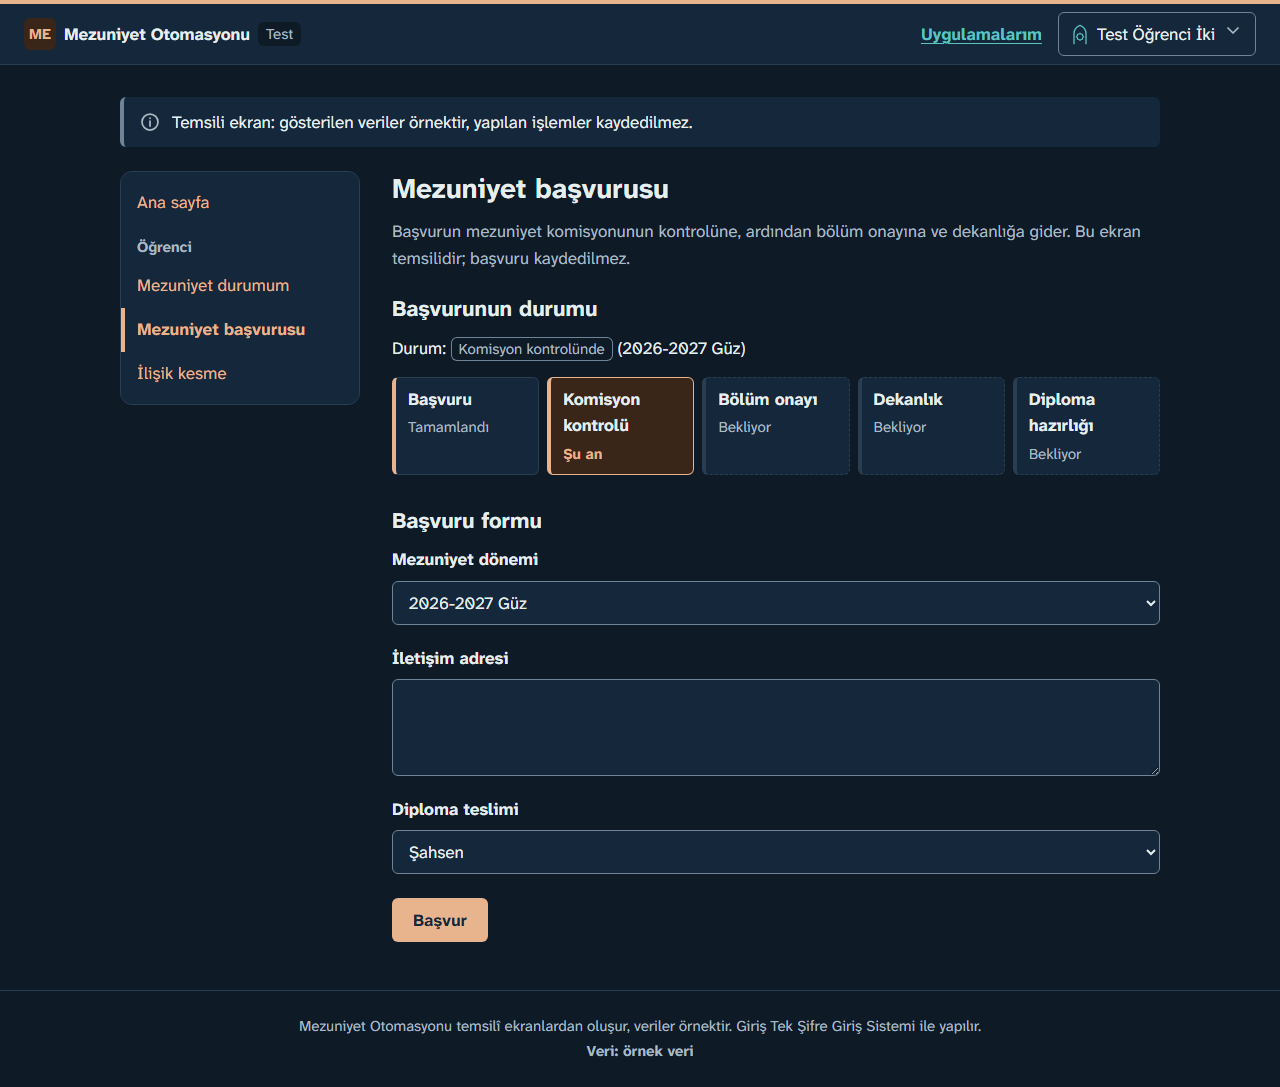 ME Mezuniyet Otomasyonu Test
Uygulamalarım
Test Öğrenci İki
Temsili ekran: gösterilen veriler örnektir, yapılan işlemler kaydedilmez.
Ana sayfa
Öğrenci
Mezuniyet durumum
Mezuniyet başvurusu
İlişik kesme
Mezuniyet başvurusu
Başvurun mezuniyet komisyonunun kontrolüne, ardından bölüm onayına ve dekanlığa gider. Bu ekran
temsilidir; başvuru kaydedilmez.
Başvurunun durumu
Durum: Komisyon kontrolünde (2026-2027 Güz)
Başvuru
Tamamlandı
Komisyon
kontrolü
Şu an
Bölüm onayı
Bekliyor
Dekanlık
Bekliyor
Diploma
hazırlığı
Bekliyor
Başvuru formu
Mezuniyet dönemi
2026-2027 Güz
İletişim adresi
Diploma teslimi
Şahsen
Başvur
Mezuniyet Otomasyonu temsilî ekranlardan oluşur, veriler örnektir. Giriş Tek Şifre Giriş Sistemi ile yapılır.
Veri: örnek veri